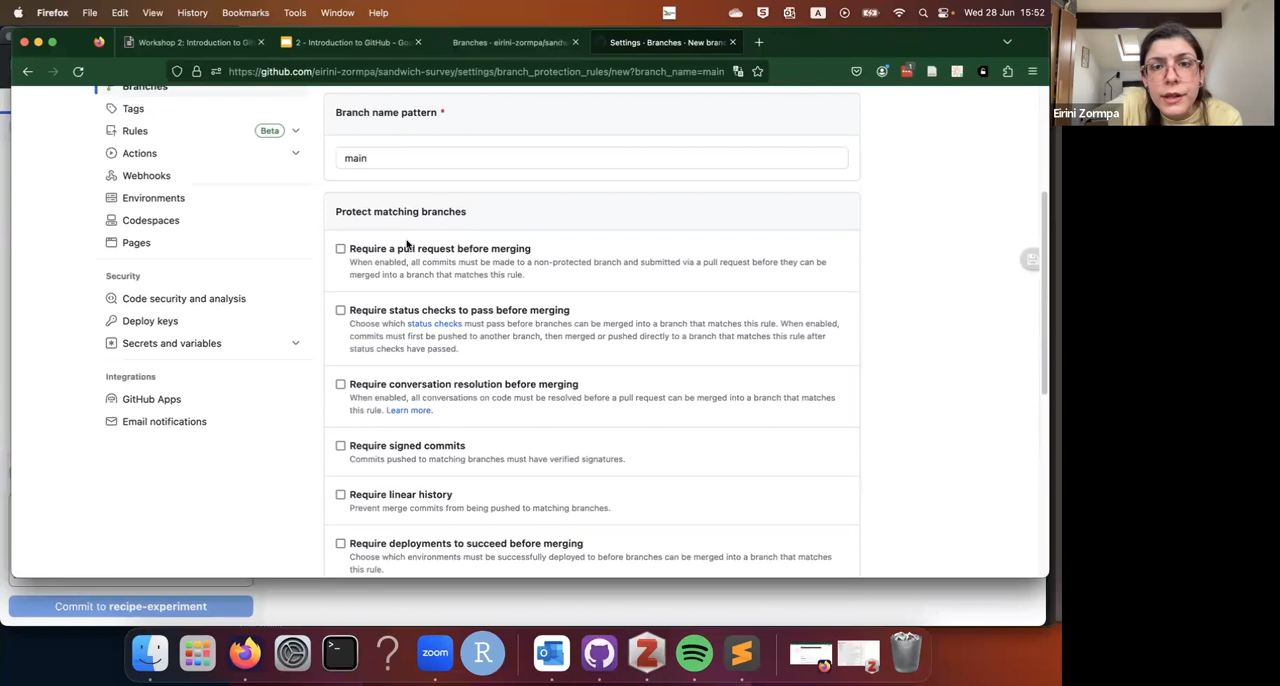 Firefox File Edit View History Bookmarks Tools Window Help
A
Wed 28 Jun 15:52
Workshop 2: Introduction to Gi
2 - Introduction to GitHub - Goo
Branches · eirini-zormpa/sandw
Settings - Branches - New bran
https://github.com/eirini-zormpa/sandwich-survey/settings/branch_protection_rules/new?branch_name=main
1
Eirini Zormpa
Branches
Tags
Rules
Beta
Actions
Webhooks
Environments
Codespaces
Pages
Security
Code security and analysis
Deploy keys
Secrets and variables
Integrations
GitHub Apps
Email notifications
Branch name pattern *
main
Protect matching branches
Require a pull request before merging
When enabled, all commits must be made to a non-protected branch and submitted via a pull request before they can be
merged into a branch that matches this rule.
Require status checks to pass before merging
Choose which status checks must pass before branches can be merged into a branch that matches this rule. When enabled,
commits must first be pushed to another branch, then merged or pushed directly to a branch that matches this rule after
status checks have passed.
Require conversation resolution before merging
When enabled, all conversations on code must be resolved before a pull request can be merged into a branch that matches
this rule. Learn more.
Require signed commits
Commits pushed to matching branches must have verified signatures.
Require linear history
Prevent merge commits from being pushed to matching branches.
Require deployments to succeed before merging
Choose which environments must be successfully deployed to before branches can be merged into a branch that matches
this rule.
Commit to recipe-experiment
zoom
R
Z